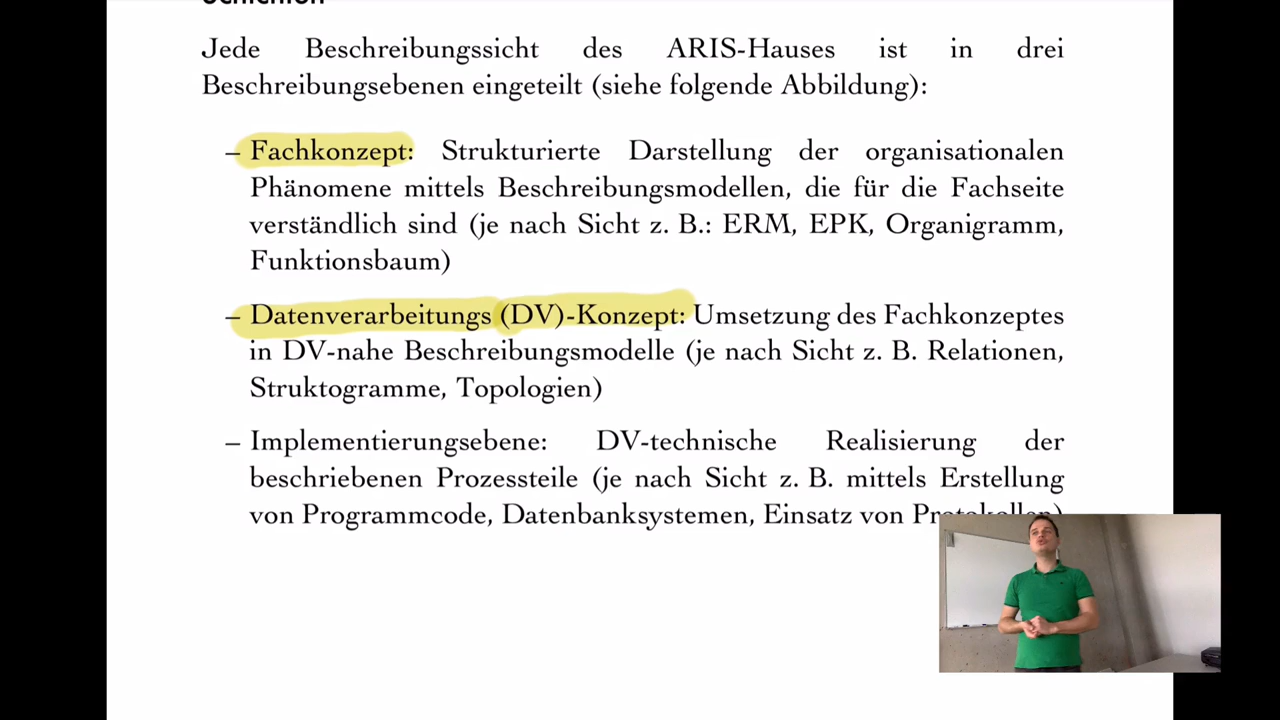 Jede Beschreibungssicht des ARIS-Hauses ist in drei
Beschreibungsebenen eingeteilt (siehe folgende Abbildung):
– Fachkonzept: Strukturierte Darstellung der organisationalen
Phänomene mittels Beschreibungsmodellen, die für die Fachseite
verständlich sind (je nach Sicht z. B.: ERM, EPK, Organigramm,
Funktionsbaum)
– Datenverarbeitungs (DV)-Konzept: Umsetzung des Fachkonzeptes
in DV-nahe Beschreibungsmodelle (je nach Sicht z. B. Relationen,
Struktogramme, Topologien)
– Implementierungsebene: DV-technische Realisierung der
beschriebenen Prozessteile (je nach Sicht z. B. mittels Erstellung
von Programmcode, Datenbanksystemen, Einsatz von Protokollen)